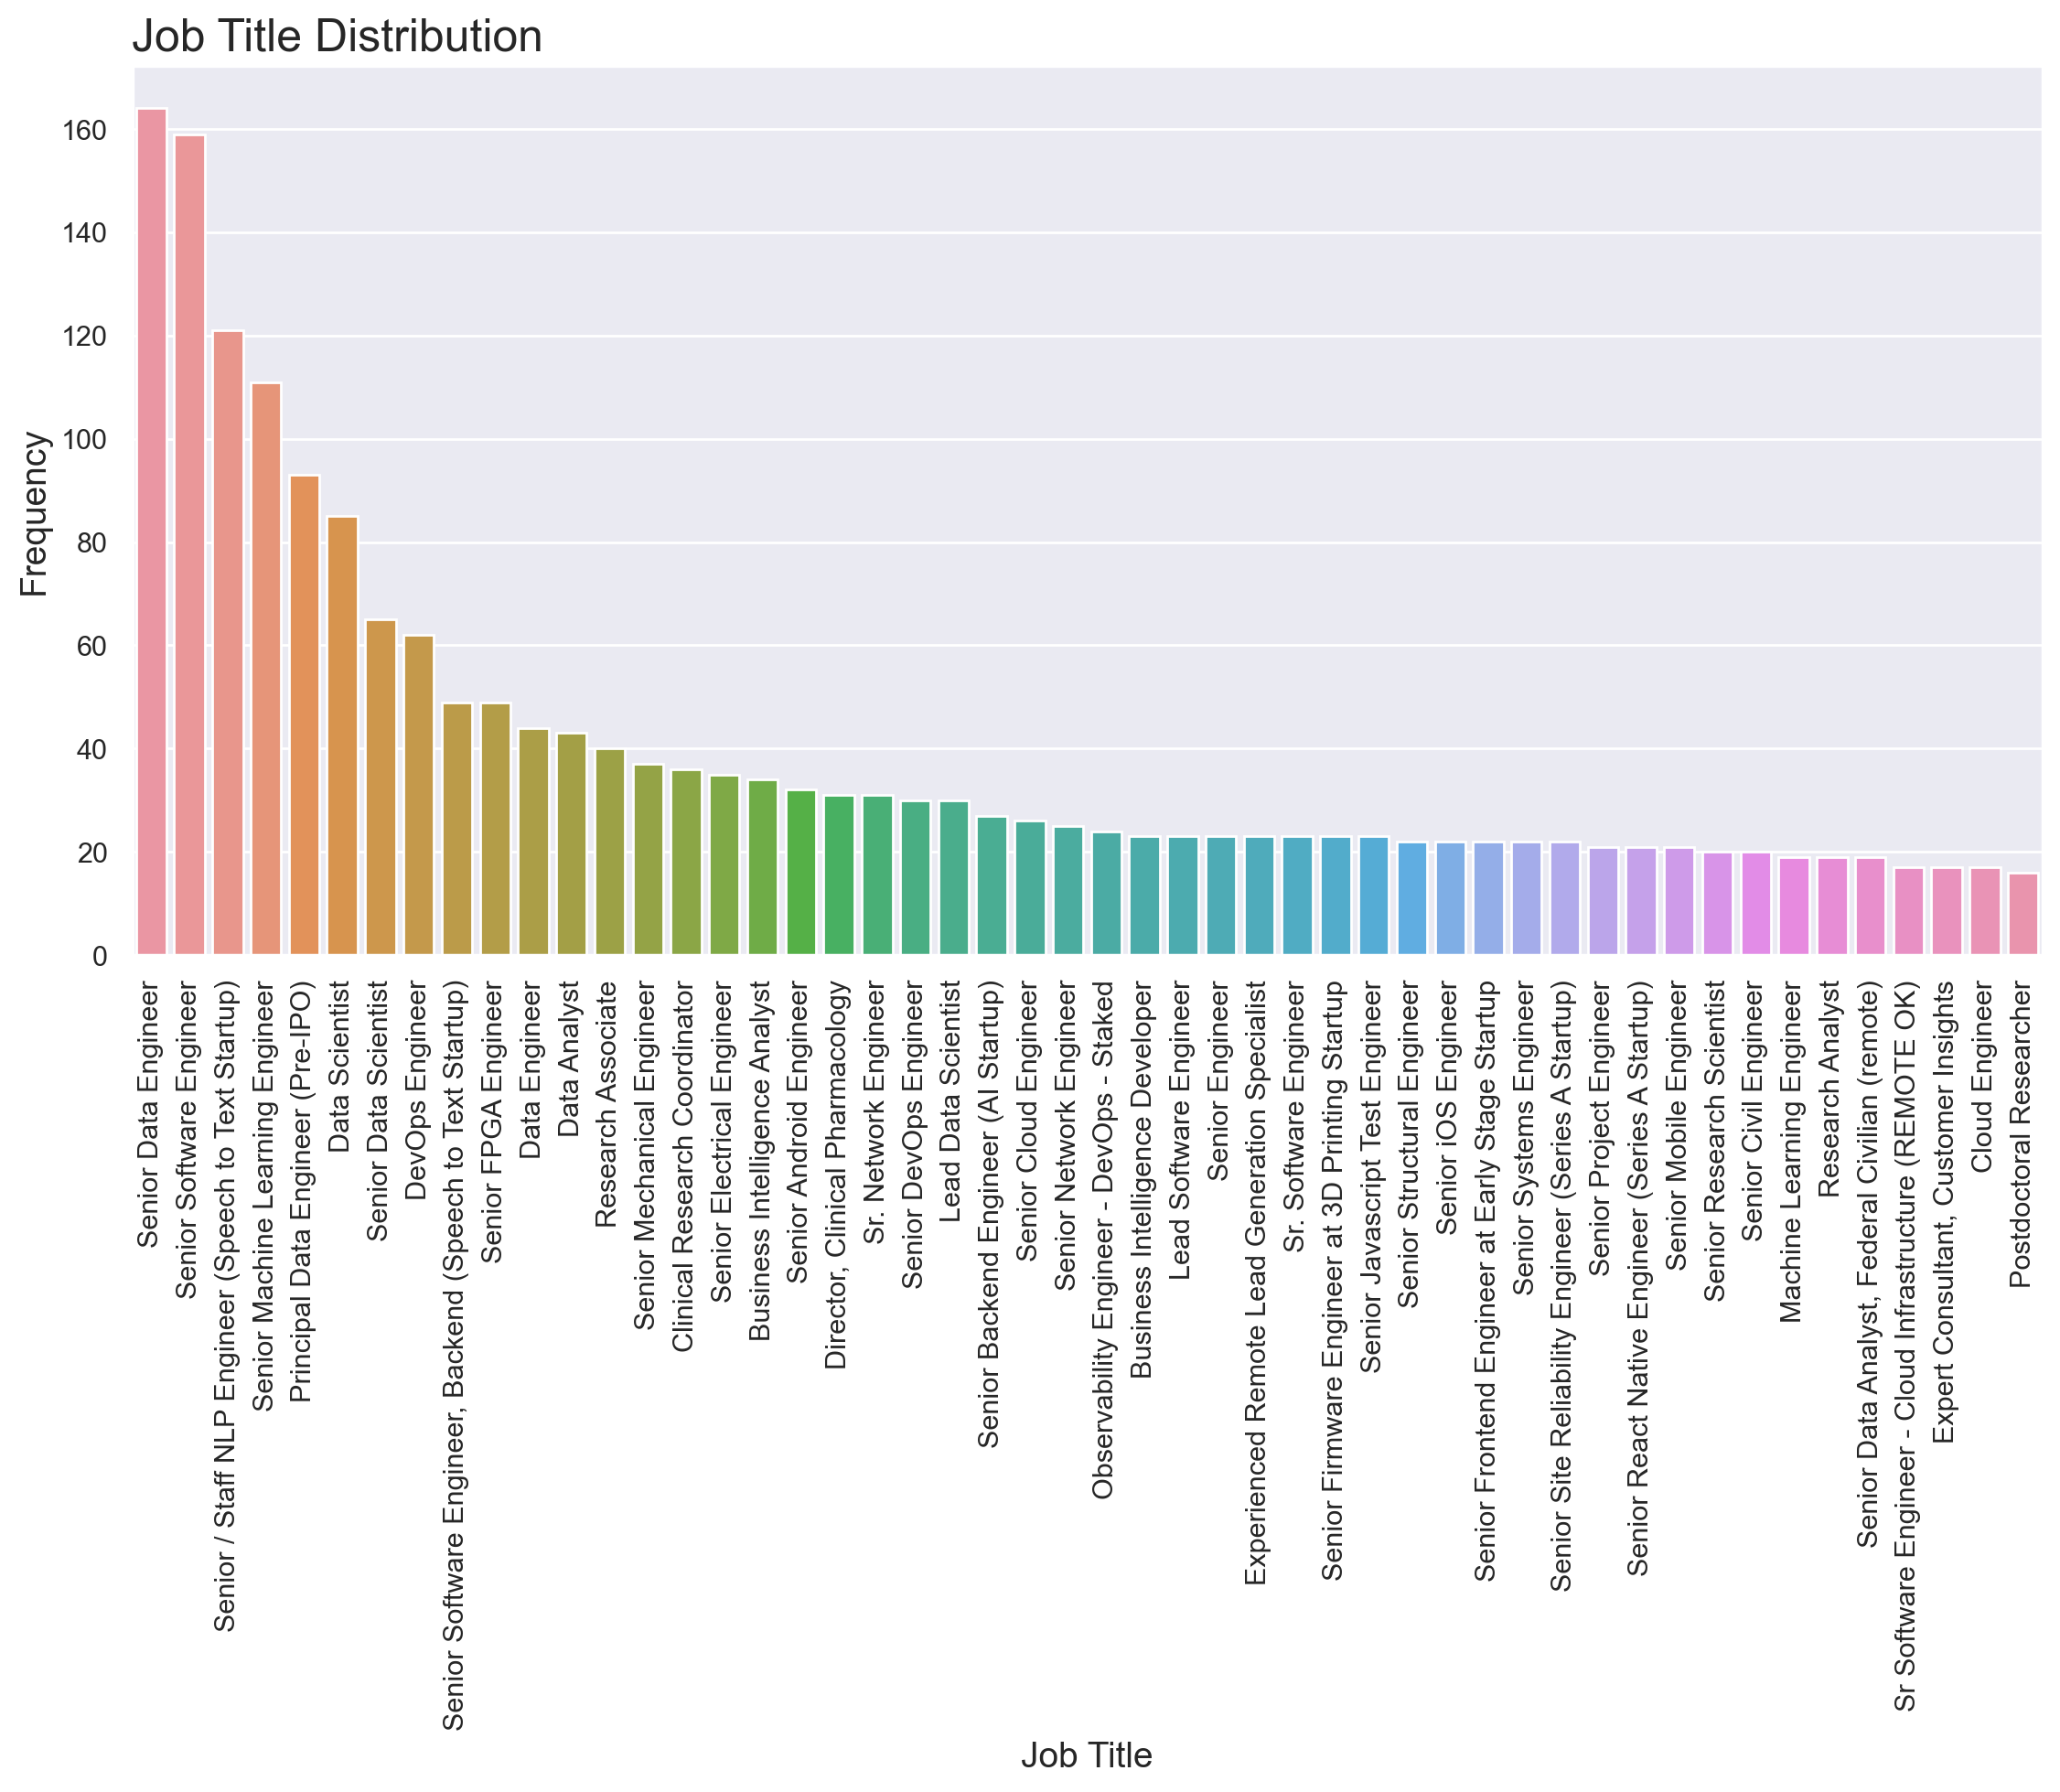 Job Title Distribution
Frequency
160
140
120
100
80
60
40
20
0
Senior Data Engineer
Senior Software Engineer
Senior / Staff NLP Engineer (Speech to Text Startup)
Senior Machine Learning Engineer
Principal Data Engineer (Pre-IPO)
Data Scientist
Senior Data Scientist
DevOps Engineer
Senior Software Engineer, Backend (Speech to Text Startup)
Senior FPGA Engineer
Data Engineer
Data Analyst
Research Associate
Senior Mechanical Engineer
Clinical Research Coordinator
Senior Electrical Engineer
Business Intelligence Analyst
Senior Android Engineer
Director, Clinical Pharmacology
Sr. Network Engineer
Senior DevOps Engineer
Lead Data Scientist
Senior Backend Engineer (AI Startup)
Senior Cloud Engineer
Senior Network Engineer
Observability Engineer - DevOps - Staked
Business Intelligence Developer
Lead Software Engineer
Senior Engineer
Experienced Remote Lead Generation Specialist
Sr. Software Engineer
Senior Firmware Engineer at 3D Printing Startup
Senior Javascript Test Engineer
Senior Structural Engineer
Senior iOS Engineer
Senior Frontend Engineer at Early Stage Startup
Senior Systems Engineer
Senior Site Reliability Engineer (Series A Startup)
Senior Project Engineer
Senior React Native Engineer (Series A Startup)
Senior Mobile Engineer
Senior Research Scientist
Senior Civil Engineer
Machine Learning Engineer
Research Analyst
Senior Data Analyst, Federal Civilian (remote)
Sr Software Engineer - Cloud Infrastructure (REMOTE OK)
Expert Consultant, Customer Insights
Cloud Engineer
Postdoctoral Researcher
Job Title